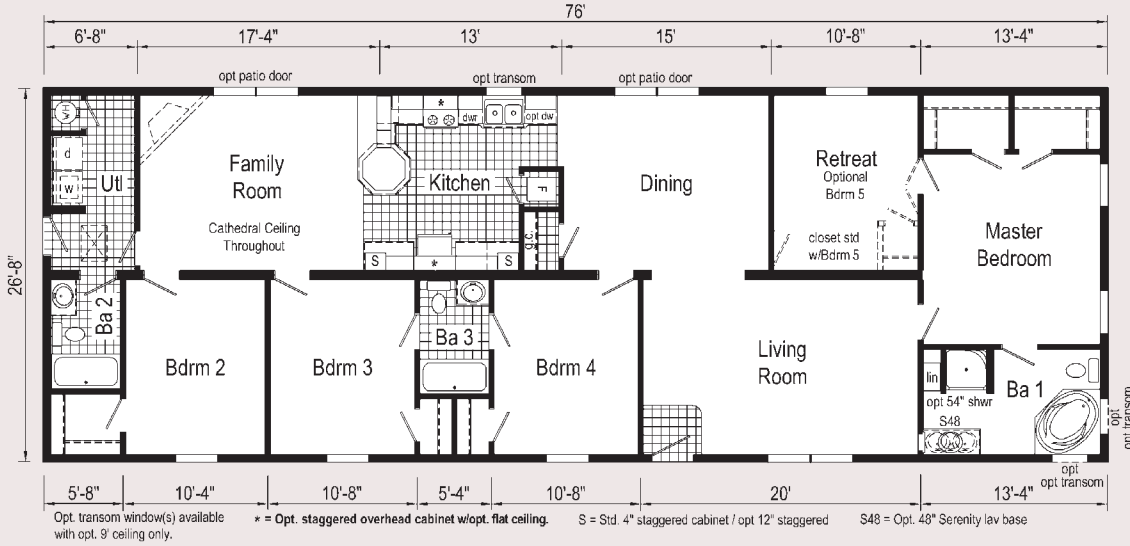 76'
6'-8"
17'-4"
13'
15'
10'-8"
13'-4"
opt patio door
opt transom
opt patio door
26'-8"
WH
d
w
Utl
Family
Room
Cathedral Ceiling
Throughout
*
dwr
opt dw
Kitchen
F
g.c.
S
*
S
Dining
Retreat
Optional
Bdrm 5
closet std
w/Bdrm 5
Master
Bedroom
Ba 2
Bdrm 2
Bdrm 3
Ba 3
Bdrm 4
Living
Room
lin
opt 54" shwr
S48
Ba 1
opt
opt transom
opt
opt transom
5'-8"
10'-4"
10'-8"
5'-4"
10'-8"
20'
13'-4"
Opt. transom window(s) available
with opt. 9' ceiling only.
* = Opt. staggered overhead cabinet w/opt. flat ceiling.
S = Std. 4" staggered cabinet / opt 12" staggered
S48 = Opt. 48" Serenity lav base